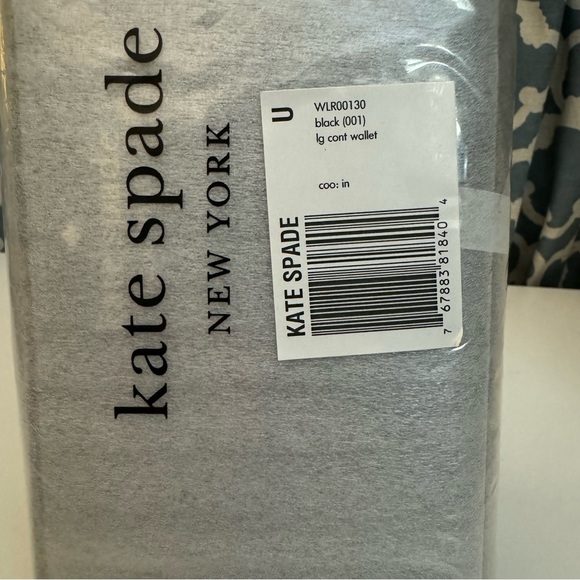 kate spade
NEW YORK
U
WLR00130
black (001)
lg cont wallet
coo: in
KATE SPADE
7 67883 81840 4